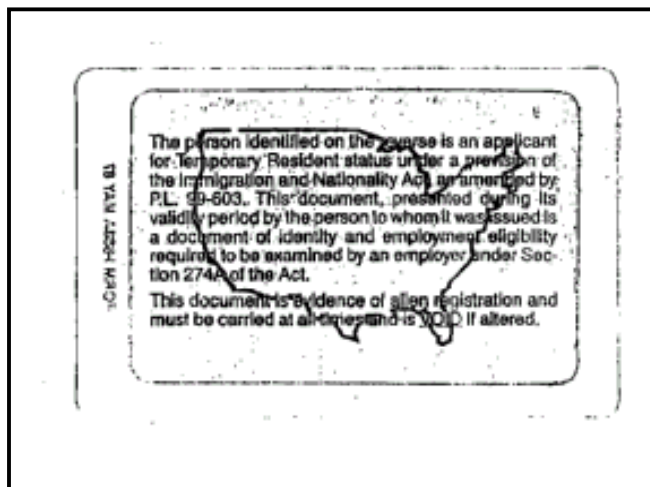 The person identified on the reverse is an applicant
for Temporary Resident status under a provision of
the Immigration and Nationality Act, as amended by
P.L. 99-603. This document, presented during its
validity period by the person to whom it was issued is
a document of identity and employment eligibility
required to be examined by an employer under Sec-
tion 274A of the Act.
This document is evidence of alien registration and
must be carried at all times and is VOID if altered.
MAY 87